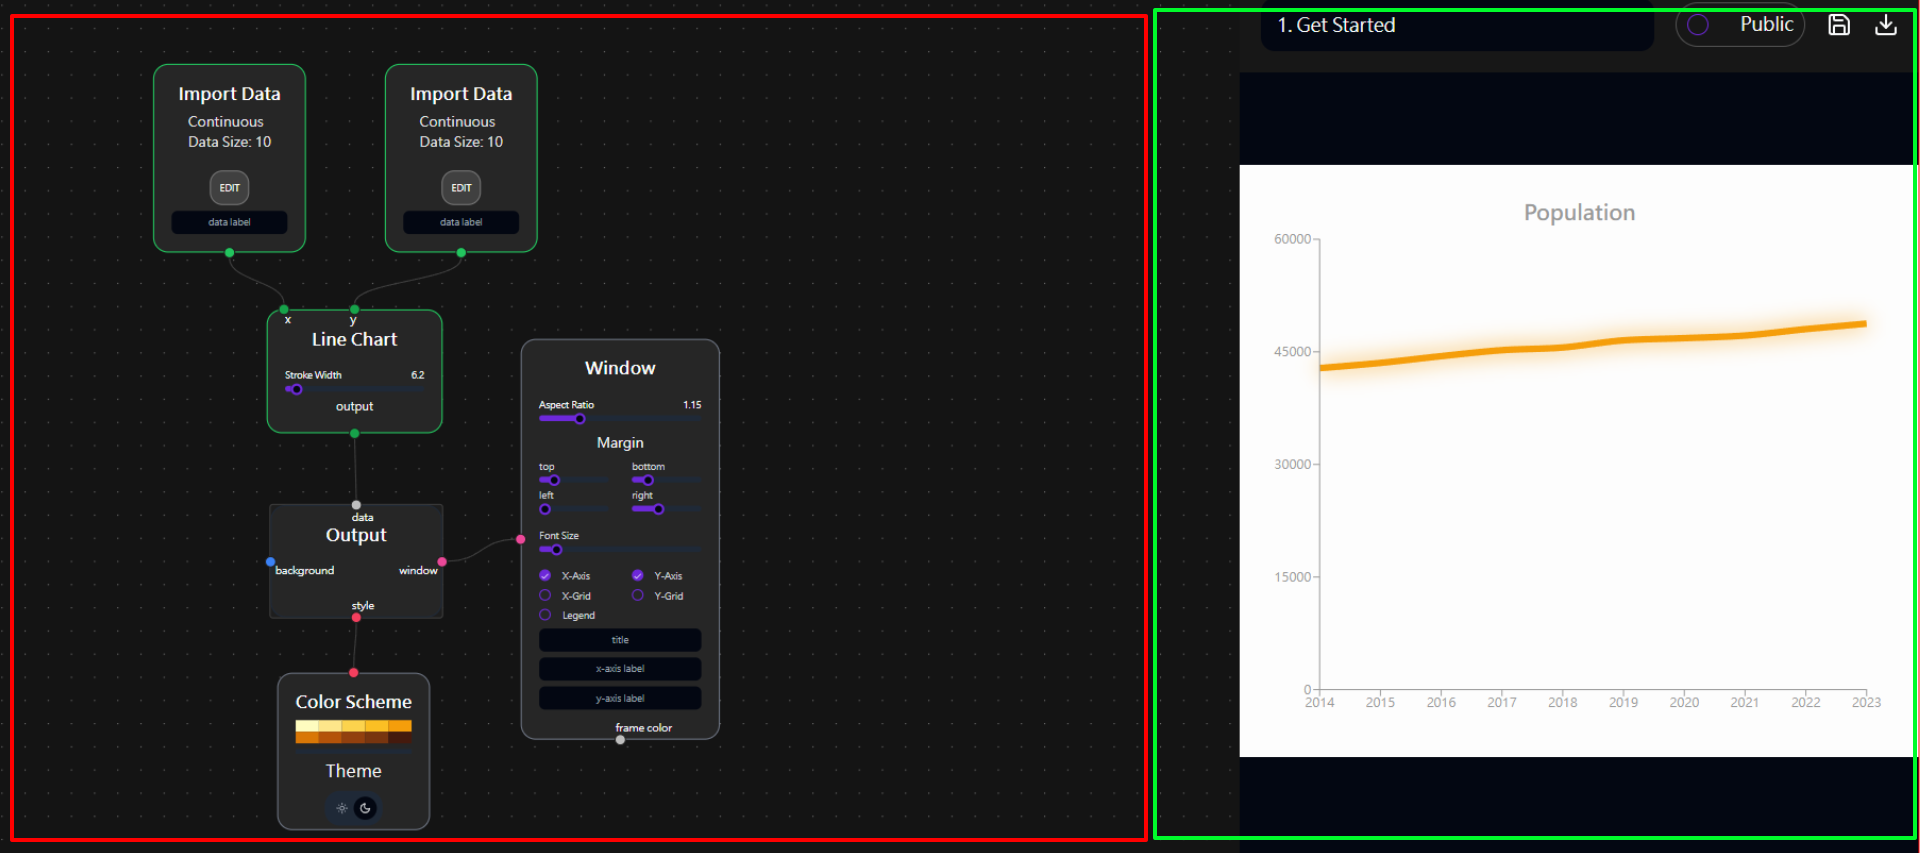 Import Data
Continuous
Data Size: 10
EDIT
data label
Import Data
Continuous
Data Size: 10
EDIT
data label
x
y
Line Chart
Stroke Width 6.2
output
data
Output
background
window
style
Color Scheme
Theme
Window
Aspect Ratio 1.15
Margin
top bottom
left right
Font Size
X-Axis Y-Axis
X-Grid Y-Grid
Legend
title
x-axis label
y-axis label
frame color
1. Get Started
Public
Population
60000
45000
30000
15000
0
2014 2015 2016 2017 2018 2019 2020 2021 2022 2023